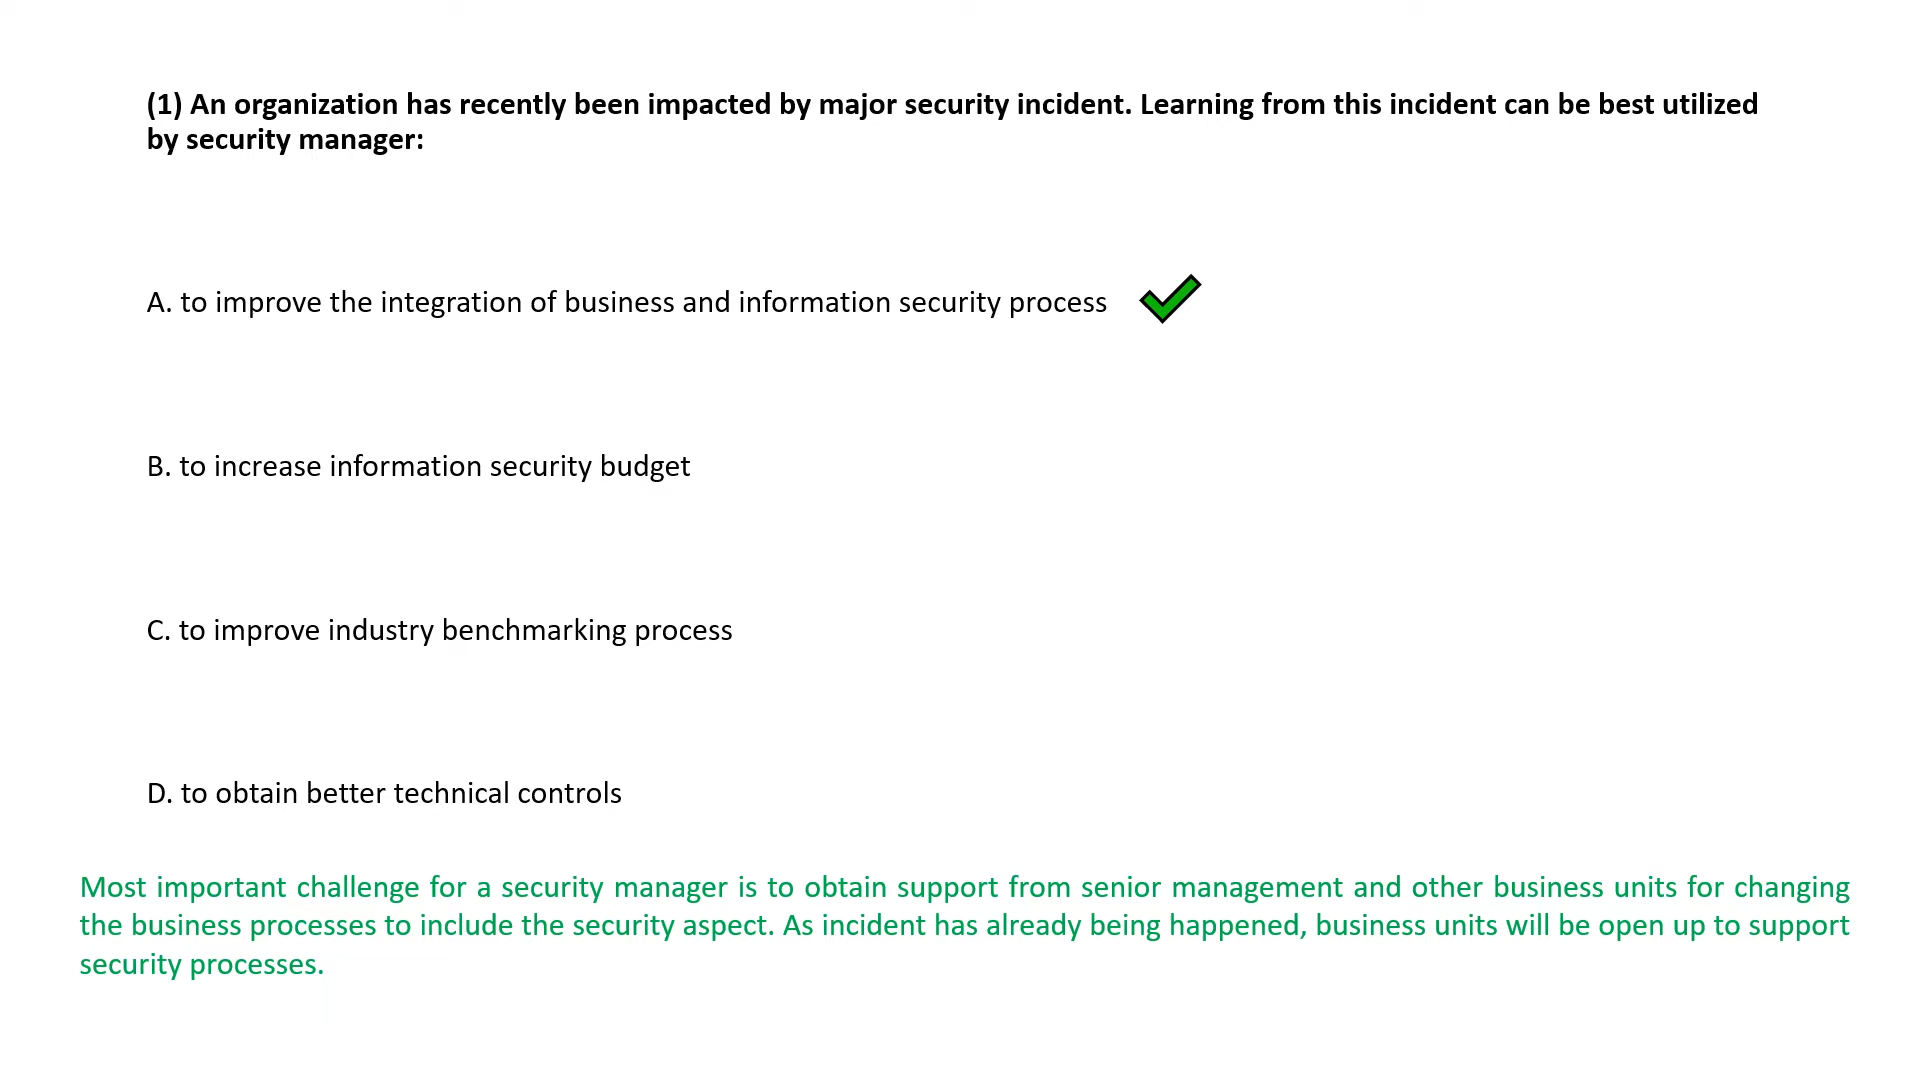 (1) An organization has recently been impacted by major security incident. Learning from this incident can be best utilized
by security manager:
A. to improve the integration of business and information security process
B. to increase information security budget
C. to improve industry benchmarking process
D. to obtain better technical controls
Most important challenge for a security manager is to obtain support from senior management and other business units for changing
the business processes to include the security aspect. As incident has already being happened, business units will be open up to support
security processes.